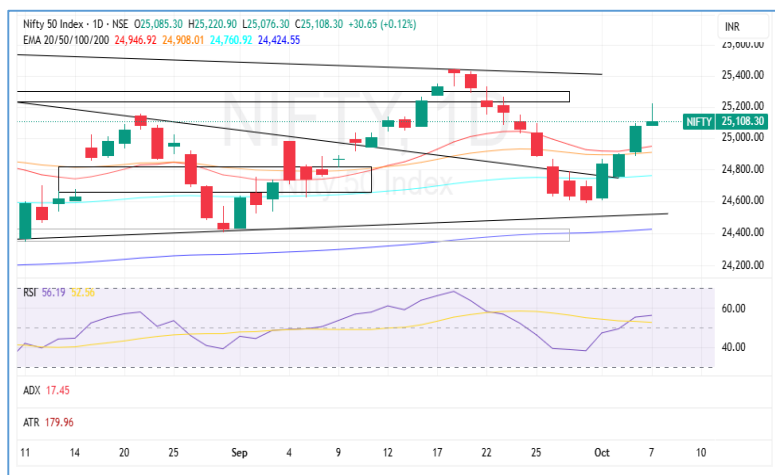 Nifty 50 Index · 1D · NSE O25,085.30 H25,220.90 L25,076.30 C25,108.30 +30.65 (+0.12%)
INR
EMA 20/50/100/200 24,946.92 24,908.01 24,760.92 24,424.55
25,600.00
25,400.00
NIFTY, 1D
25,200.00
NIFTY 25,108.30
25,000.00
24,800.00
Nifty 50 Index
24,600.00
24,400.00
24,200.00
RSI 56.19 52.56
60.00
40.00
ADX 17.45
ATR 179.96
11 14 20 25 Sep 4 9 12 17 22 25 Oct 7 10